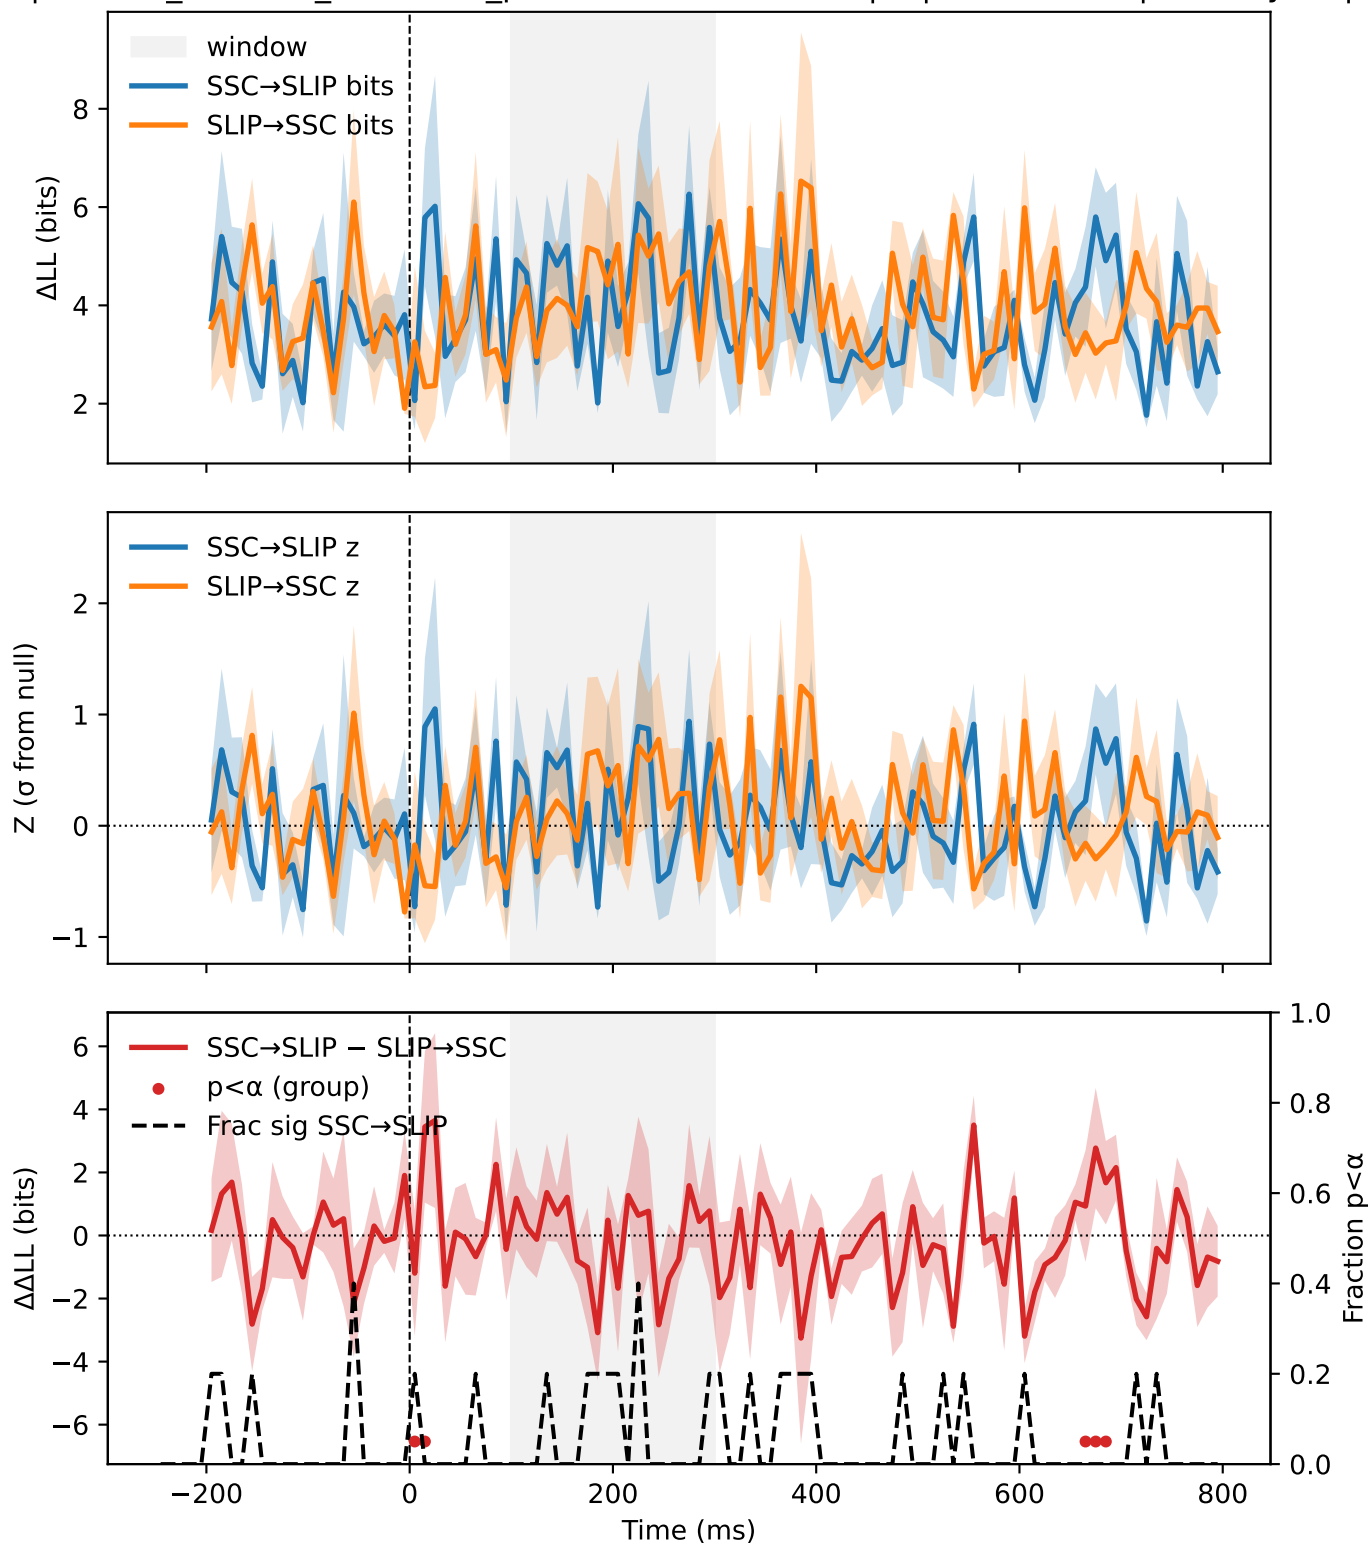 window
SSC→SLIP bits
SLIP→SSC bits
8
6
4
2
ΔLL (bits)
SSC→SLIP z
SLIP→SSC z
2
1
0
−1
Z (σ from null)
SSC→SLIP − SLIP→SSC
p<α (group)
Frac sig SSC→SLIP
6
4
2
0
−2
−4
−6
ΔΔLL (bits)
1.0
0.8
0.6
0.4
0.2
0.0
Fraction p<α
−200
0
200
400
600
800
Time (ms)